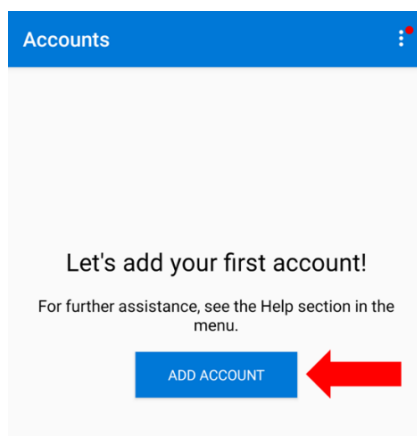 Accounts
Let's add your first account!
For further assistance, see the Help section in the
menu.
ADD ACCOUNT